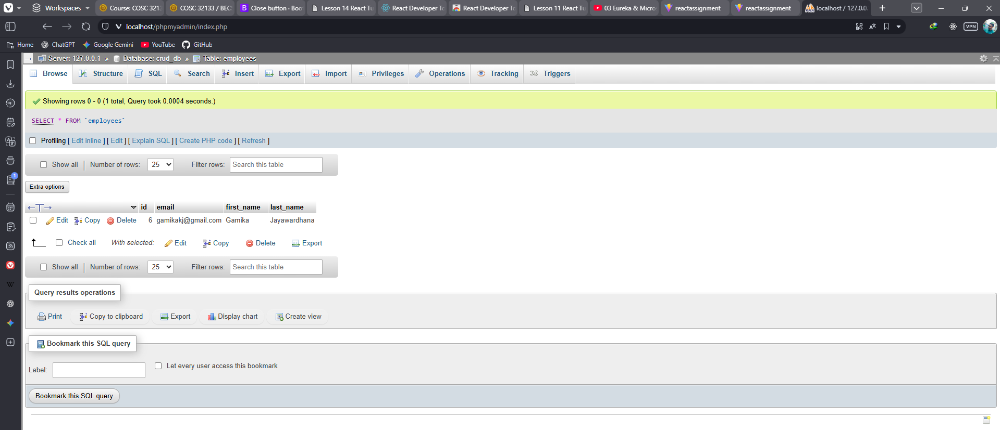 Workspaces
Course: COSC 3213
COSC 32133 / BECS
Close button · Boo
Lesson 14 React Tu
React Developer To
React Developer To
Lesson 11 React Tu
03 Eureka & Micro
reactassignment
reactassignment
localhost / 127.0.0.
localhost/phpmyadmin/index.php
VPN
Home ChatGPT Google Gemini YouTube GitHub
Server: 127.0.0.1 » Database: crud_db » Table: employees
Browse Structure SQL Search Insert Export Import Privileges Operations Tracking Triggers
Showing rows 0 - 0 (1 total, Query took 0.0004 seconds.)
SELECT * FROM `employees`
Profiling [ Edit inline ] [ Edit ] [ Explain SQL ] [ Create PHP code ] [ Refresh ]
Show all Number of rows: 25 Filter rows: Search this table
1
Extra options
id email first_name last_name
Edit Copy Delete 6 gamikakj@gmail.com Gamika Jayawardhana
Check all With selected: Edit Copy Delete Export
Show all Number of rows: 25 Filter rows: Search this table
W
Query results operations
Print Copy to clipboard Export Display chart Create view
Bookmark this SQL query
Label: Let every user access this bookmark
Bookmark this SQL query